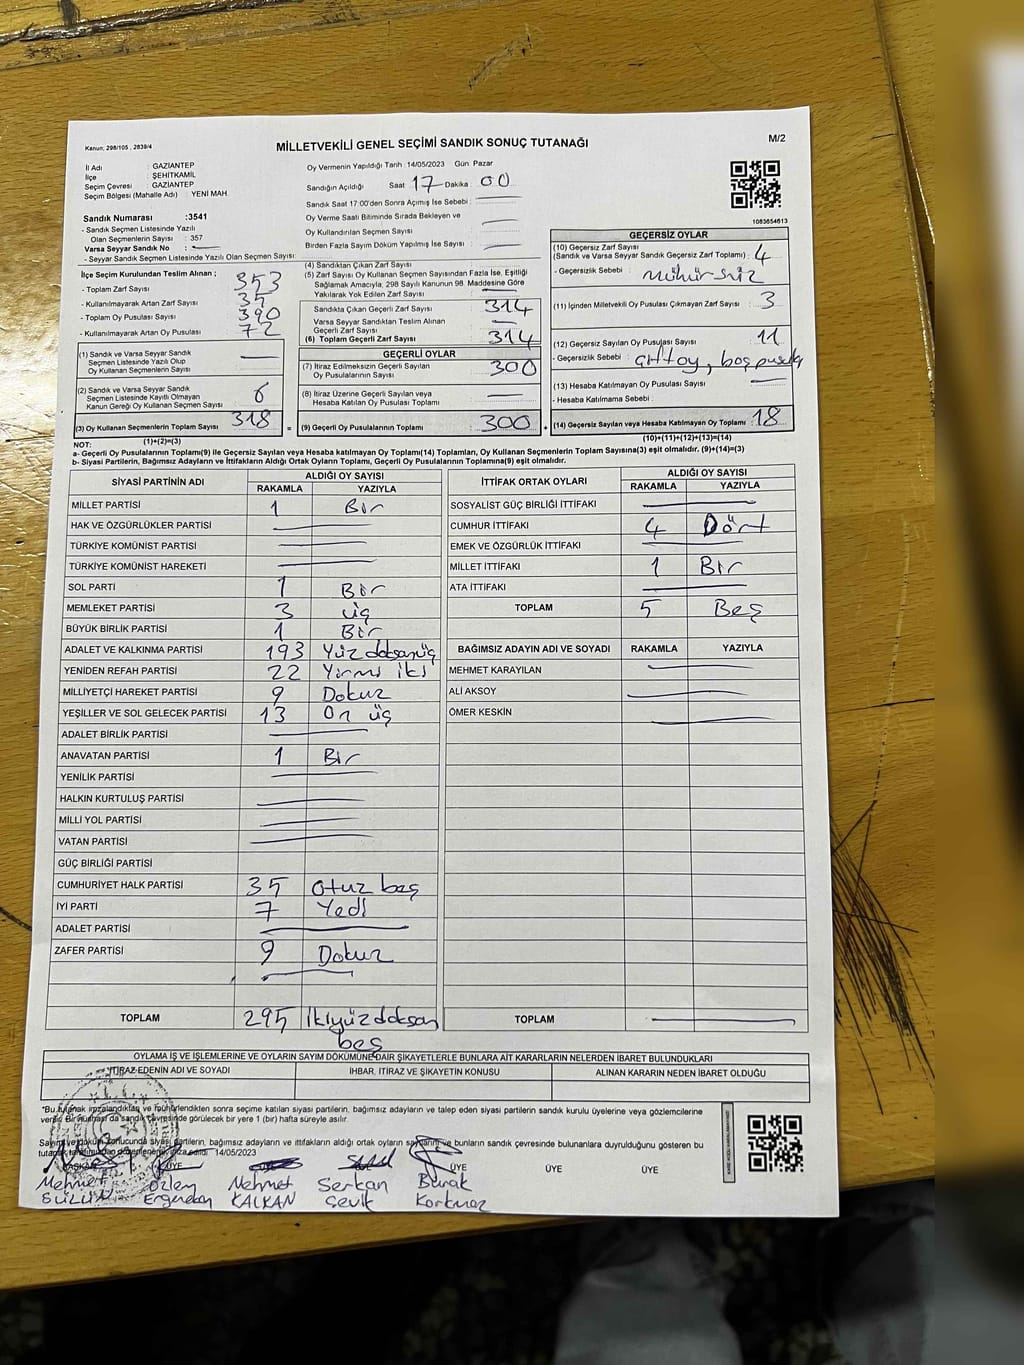 Kanun; 298/105 , 2839/4
MİLLETVEKİLİ GENEL SEÇİMİ SANDIK SONUÇ TUTANAĞI
M/2
İl Adı : GAZİANTEP
İlçe : ŞEHİTKAMİL
Seçim Çevresi : GAZİANTEP
Seçim Bölgesi (Mahalle Adı) : YENİ MAH
Sandık Numarası :3541
- Sandık Seçmen Listesinde Yazılı
Olan Seçmenlerin Sayısı : 357
Varsa Seyyar Sandık No :
- Seyyar Sandık Seçmen Listesinde Yazılı Olan Seçmenlerin Sayısı:
Oy Vermenin Yapıldığı Tarih :14/05/2023 Gün: Pazar
Sandığın Açıldığı Saat : 17 Dakika : 00
Sandık Saat 17:00'den Sonra Açılmış İse Sebebi :
Oy Verme Saati Bitiminde Sırada Bekleyen ve
Oy Kullandırılan Seçmen Sayısı :
Birden Fazla Sayım Döküm Yapılmış İse Sayısı :
1083654613
İlçe Seçim Kurulundan Teslim Alınan ;
- Toplam Zarf Sayısı : 353
- Kullanılmayarak Artan Zarf Sayısı : 35
- Toplam Oy Pusulası Sayısı : 390
- Kullanılmayarak Artan Oy Pusulası : 72
(1) Sandık ve Varsa Seyyar Sandık
Seçmen Listesinde Yazılı Olup
Oy Kullanan Seçmenlerin Sayısı :
(2) Sandık ve Varsa Seyyar Sandık
Seçmen Listesinde Kayıtlı Olmayan
Kanun Gereği Oy Kullanan Seçmen Sayısı : 6
(3) Oy Kullanan Seçmenlerin Toplam Sayısı : 318
(4) Sandıktan Çıkan Zarf Sayısı :
(5) Zarf Sayısı Oy Kullanan Seçmen Sayısından Fazla İse, Eşitliği
Sağlamak Amacıyla, 298 Sayılı Kanunun 98. Maddesine Göre
Yakılarak Yok Edilen Zarf Sayısı :
Sandıkta Çıkan Geçerli Zarf Sayısı : 314
Varsa Seyyar Sandıktan Teslim Alınan
Geçerli Zarf Sayısı :
(6) Toplam Geçerli Zarf Sayısı : 314
GEÇERLİ OYLAR
(7) İtiraz Edilmeksizin Geçerli Sayılan
Oy Pusulalarının Sayısı : 300
(8) İtiraz Üzerine Geçerli Sayılan veya
Hesaba Katılan Oy Pusulaları Toplamı :
= (9) Geçerli Oy Pusulalarının Toplamı : 300
GEÇERSİZ OYLAR
(10) Geçersiz Zarf Sayısı
(Sandık ve Varsa Seyyar Sandık Geçersiz Zarf Toplamı) : 4
- Geçersizlik Sebebi : mühürsüz
(11) İçinden Milletvekili Oy Pusulası Çıkmayan Zarf Sayısı : 3
(12) Geçersiz Sayılan Oy Pusulası Sayısı : 11
- Geçersizlik Sebebi : çift oy, boş pusula
(13) Hesaba Katılmayan Oy Pusulası Sayısı :
- Hesaba Katılmama Sebebi :
+ (14) Geçersiz Sayılan veya Hesaba Katılmayan Oy Toplamı : 18
NOT: (1)+(2)=(3)
(10)+(11)+(12)+(13)=(14)
a- Geçerli Oy Pusulalarının Toplamı(9) ile Geçersiz veya Hesaba katılmayan Oy Toplamı(14) Toplamları, Oy Kullanan Seçmenlerin Toplam Sayısına(3) eşit olmalıdır. (9)+(14)=(3)
b- Siyasi Partilerin, Bağımsız Adayların ve İttifakların Aldığı Ortak Oyların Toplamı, Geçerli Oy Pusulalarının Toplamına(9) eşit olmalıdır.
SİYASİ PARTİNİN ADI ALDIĞI OY SAYISI
RAKAMLA YAZIYLA
MİLLET PARTİSİ 1 Bir
HAK VE ÖZGÜRLÜKLER PARTİSİ
TÜRKİYE KOMÜNİST PARTİSİ
TÜRKİYE KOMÜNİST HAREKETİ
SOL PARTİ 1 Bir
MEMLEKET PARTİSİ 3 üç
BÜYÜK BİRLİK PARTİSİ 1 Bir
ADALET VE KALKINMA PARTİSİ 193 Yüz doksanüç
YENİDEN REFAH PARTİSİ 22 Yirmi iki
MİLLİYETÇİ HAREKET PARTİSİ 9 Dokuz
YEŞİLLER VE SOL GELECEK PARTİSİ 13 On üç
ADALET BİRLİK PARTİSİ
ANAVATAN PARTİSİ 1 Bir
YENİLİK PARTİSİ
HALKIN KURTULUŞ PARTİSİ
MİLLİ YOL PARTİSİ
VATAN PARTİSİ
GÜÇ BİRLİĞİ PARTİSİ
CUMHURİYET HALK PARTİSİ 35 Otuz beş
İYİ PARTİ 7 Yedi
ADALET PARTİSİ
ZAFER PARTİSİ 9 Dokuz
TOPLAM 295 İkiyüz doksan
beş
İTTİFAK ORTAK OYLARI ALDIĞI OY SAYISI
RAKAMLA YAZIYLA
SOSYALİST GÜÇ BİRLİĞİ İTTİFAKI
CUMHUR İTTİFAKI 4 Dört
EMEK VE ÖZGÜRLÜK İTTİFAKI
MİLLET İTTİFAKI 1 Bir
ATA İTTİFAKI
TOPLAM 5 Beş
BAĞIMSIZ ADAYIN ADI VE SOYADI RAKAMLA YAZIYLA
MEHMET KARAYILAN
ALİ AKSOY
ÖMER KESKİN
TOPLAM
OYLAMA İŞ VE İŞLEMLERİNE VE OYLARIN SAYIM DÖKÜMÜNE DAİR ŞİKAYETLERLE BUNLARA AİT KARARLARIN NELERDEN İBARET BULUNDUKLARI
İTİRAZ EDENİN ADI VE SOYADI İHBAR, İTİRAZ VE ŞİKAYETİN KONUSU ALINAN KARARIN NEDEN İBARET OLDUĞU
"Bu tutanak imzalandıktan ve mühürlendikten sonra seçime katılan siyasi partilerin, bağımsız adayların ve talep eden siyasi partilerin sandık kurulu üyelerine veya gözlemcilerine
verilir. Bir nüshası da sandık çevresinde görülecek bir yere 1 (bir) hafta süreyle asılır.
Sayım ve döküm sonucunda siyasi partilerin, bağımsız adayların ve ittifakların aldığı ortak oyların sayılarını ve bunların sandık çevresinde bulunanlara duyrulduğunu gösteren bu
tutanak tarafımızdan düzenlenerek imza edildi. 14/05/2023
BAŞKAN ÜYE ÜYE ÜYE ÜYE
Mehmet Özlem Mehmet Serkan Burak
KALKAN Çevik Korkmaz